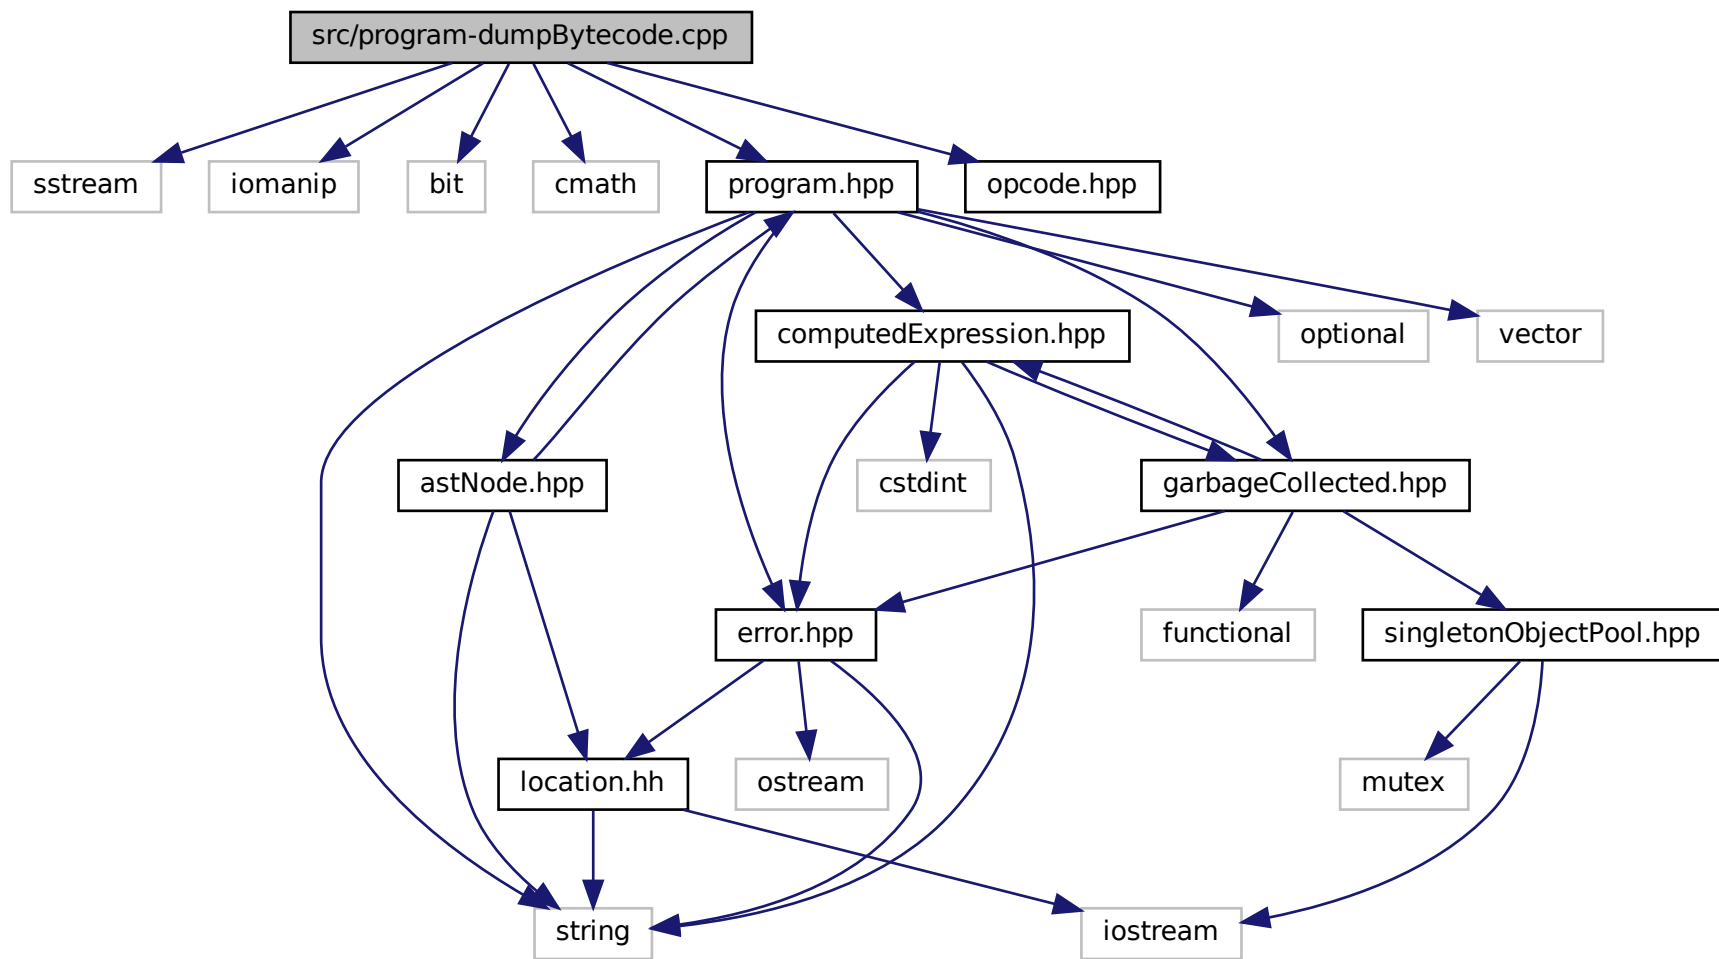 src/program-dumpBytecode.cpp
sstream
iomanip
bit
cmath
program.hpp
opcode.hpp
computedExpression.hpp
optional
vector
astNode.hpp
cstdint
garbageCollected.hpp
error.hpp
functional
singletonObjectPool.hpp
location.hh
ostream
mutex
string
iostream